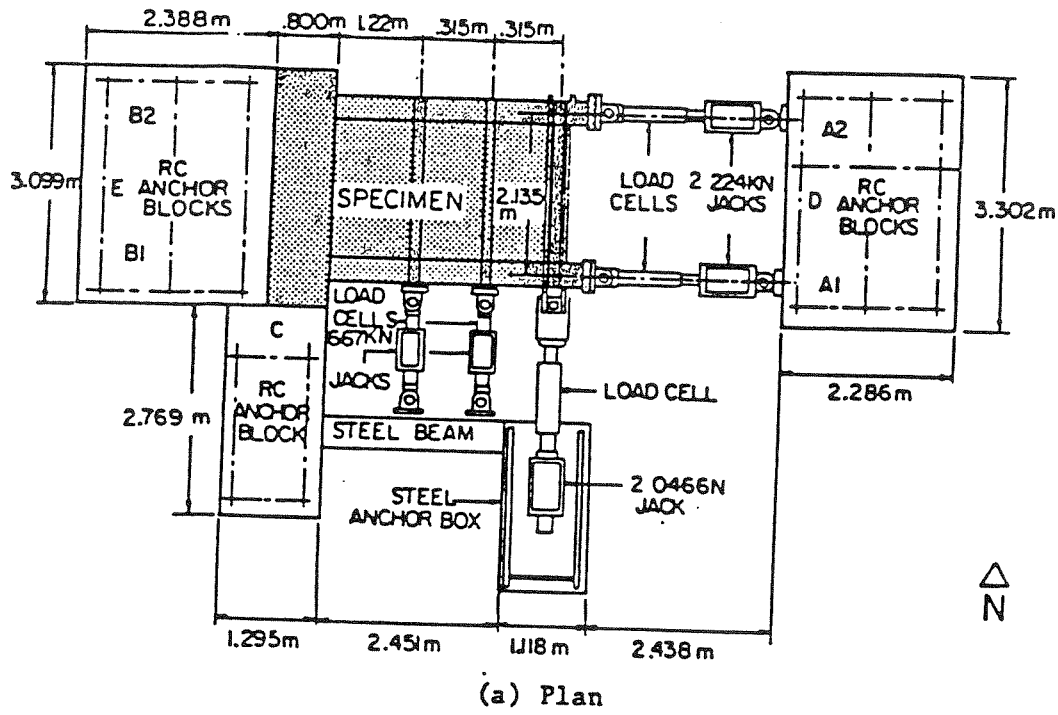 2.388m .800m 1.22m .315m .315m
B2
RC
ANCHOR
BLOCKS
E
B1
3.099m
SPECIMEN
2.135
m
LOAD
CELLS
2 224KN
JACKS
A2
D
RC
ANCHOR
BLOCKS
A1
3.302m
2.286m
LOAD
CELLS
667KN
JACKS
C
RC
ANCHOR
BLOCK
2.769 m
STEEL BEAM
LOAD CELL
STEEL
ANCHOR BOX
2 0466N
JACK
N
1.295m
2.451m
1.118m
2.438m
(a) Plan